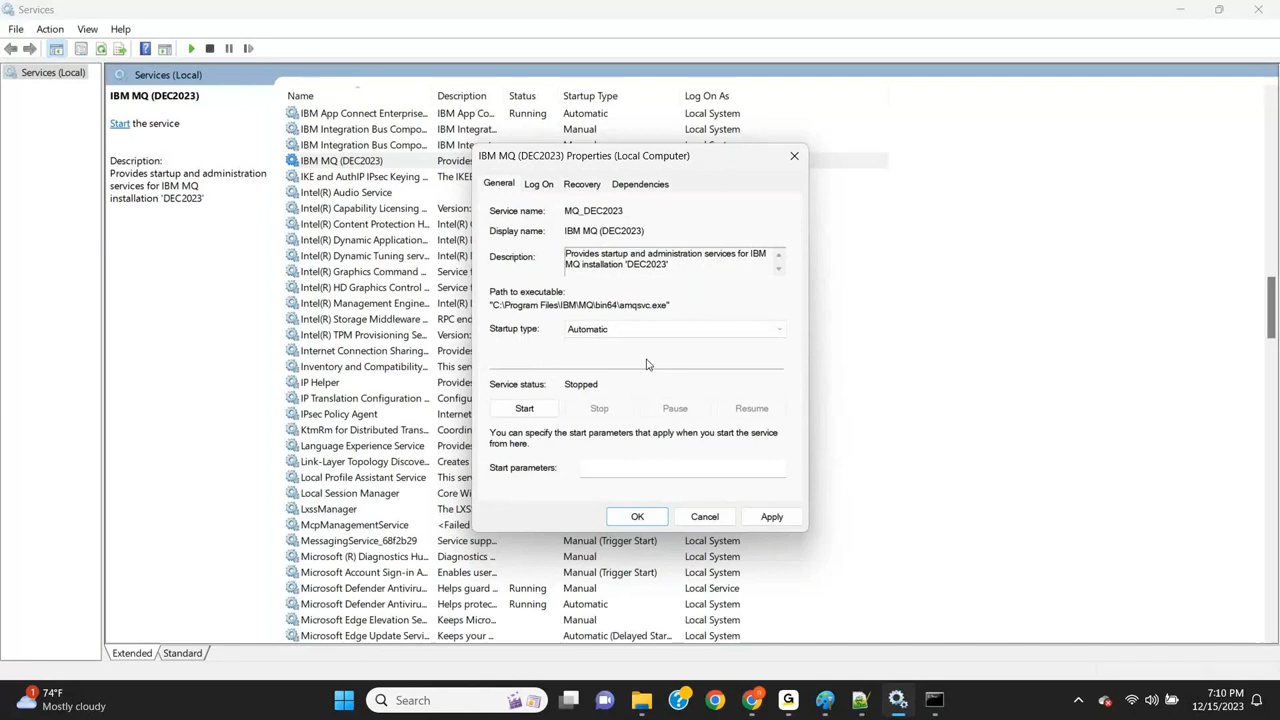 Services
File Action View Help
Services (Local)
Services (Local)
IBM MQ (DEC2023)
Start the service
Description:
Provides startup and administration
services for IBM MQ
installation 'DEC2023'
Name Description Status Startup Type Log On As
IBM App Connect Enterprise... IBM App Co... Running Automatic Local System
IBM Integration Bus Compo... IBM Integrat... Manual Local System
IBM Integration Bus Compo... IBM Integrat... Manual Local System
IBM MQ (DEC2023) Provides
IKE and AuthIP IPsec Keying ... The IKEE
Intel(R) Audio Service
Intel(R) Capability Licensing ... Version:
Intel(R) Content Protection H... Intel(R)
Intel(R) Dynamic Application... Intel(R)
Intel(R) Dynamic Tuning serv... Intel(R)
Intel(R) Graphics Command ... Service f
Intel(R) HD Graphics Control ... Service f
Intel(R) Management Engine... Intel(R)
Intel(R) Storage Middleware ... RPC end
Intel(R) TPM Provisioning Se... Version:
Internet Connection Sharing... Provides
Inventory and Compatibility... This serv
IP Helper Provides
IP Translation Configuration ... Configu
IPsec Policy Agent Internet
KtmRm for Distributed Trans... Coordin
Language Experience Service Provides
Link-Layer Topology Discove... Creates
Local Profile Assistant Service This serv
Local Session Manager Core Wi
LxssManager The LXS
McpManagementService <Failed
MessagingService_68f2b29 Service supp... Manual (Trigger Start) Local System
Microsoft (R) Diagnostics Hu... Diagnostics ... Manual Local System
Microsoft Account Sign-in A... Enables user... Manual (Trigger Start) Local System
Microsoft Defender Antiviru... Helps guard ... Running Manual Local Service
Microsoft Defender Antiviru... Helps protec... Running Automatic Local System
Microsoft Edge Elevation Se... Keeps Micro... Manual Local System
Microsoft Edge Update Servi... Keeps your ... Automatic (Delayed Star... Local System
Extended Standard
IBM MQ (DEC2023) Properties (Local Computer)
General Log On Recovery Dependencies
Service name: MQ_DEC2023
Display name: IBM MQ (DEC2023)
Description: Provides startup and administration services for IBM
MQ installation 'DEC2023'
Path to executable:
"C:\Program Files\IBM\MQ\bin64\amqsvc.exe"
Startup type: Automatic
Service status: Stopped
Start Stop Pause Resume
You can specify the start parameters that apply when you start the service
from here.
Start parameters:
OK Cancel Apply
1
74°F
Mostly cloudy
Search
7:10 PM
12/15/2023